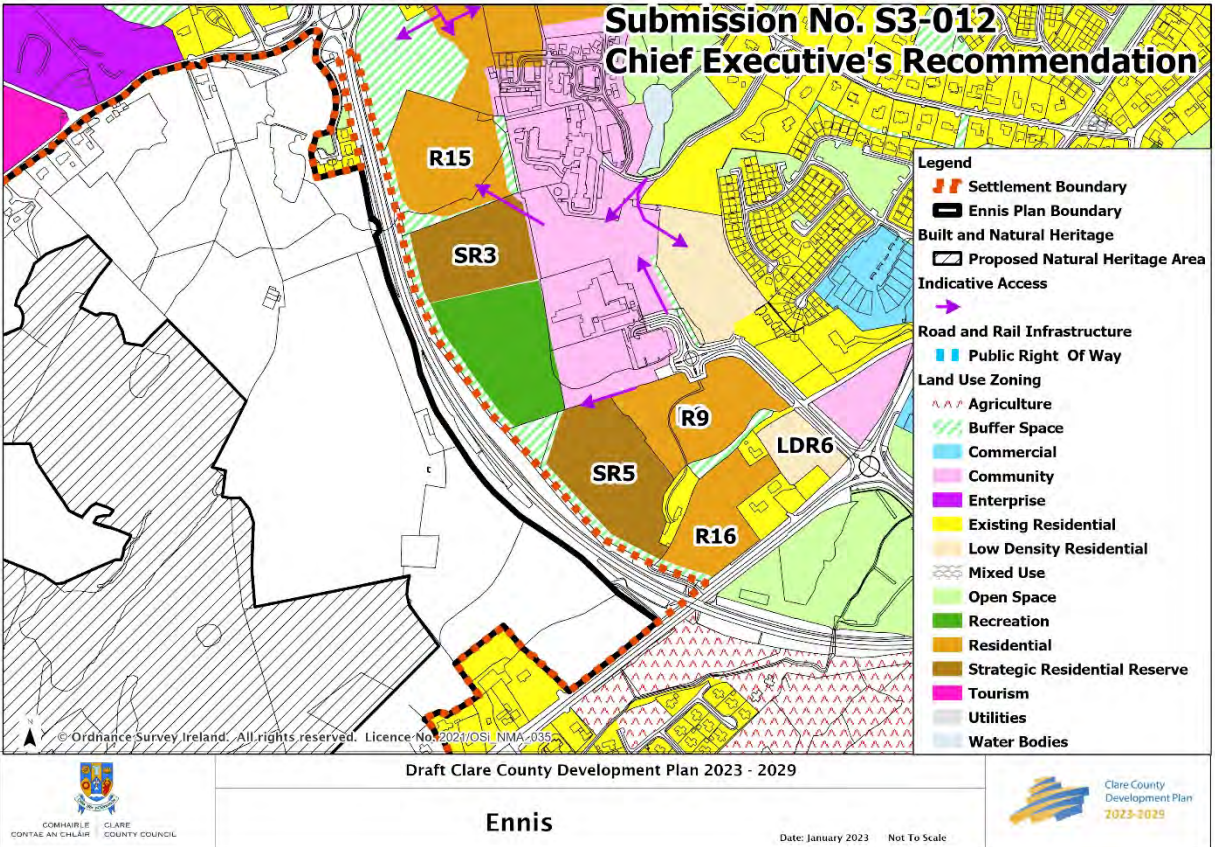 Submission No. S3-012
Chief Executive's Recommendation
R15
SR3
R9
LDR6
SR5
R16
Legend
Settlement Boundary
Ennis Plan Boundary
Built and Natural Heritage
Proposed Natural Heritage Area
Indicative Access
Road and Rail Infrastructure
Public Right Of Way
Land Use Zoning
Agriculture
Buffer Space
Commercial
Community
Enterprise
Existing Residential
Low Density Residential
Mixed Use
Open Space
Recreation
Residential
Strategic Residential Reserve
Tourism
Utilities
Water Bodies
N
© Ordnance Survey Ireland. All rights reserved. Licence No. 2021/OSi_NMA_035
COMHAIRLE CLARE
CONTAE AN CHLÁIR COUNTY COUNCIL
Draft Clare County Development Plan 2023 - 2029
Ennis
Date: January 2023 Not To Scale
Clare County
Development Plan
2023-2029